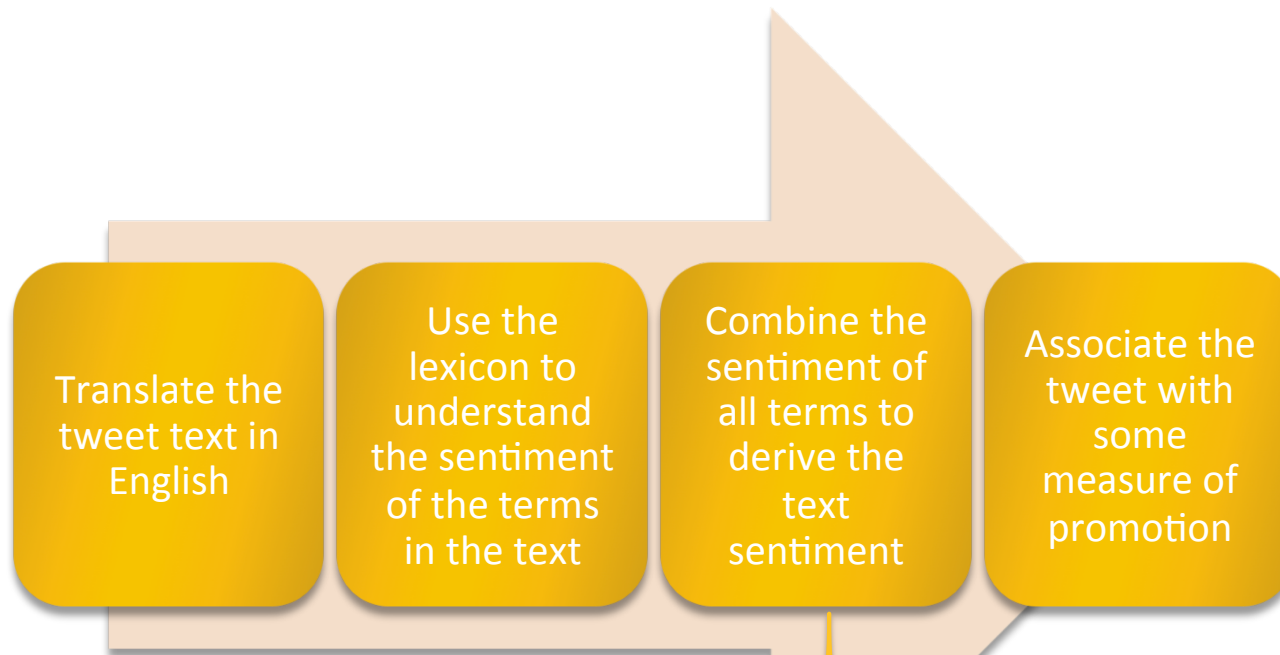 Translate the
tweet text in
English
Use the
lexicon to
understand
the sentiment
of the terms
in the text
Combine the
sentiment of
all terms to
derive the
text
sentiment
Associate the
tweet with
some
measure of
promotion